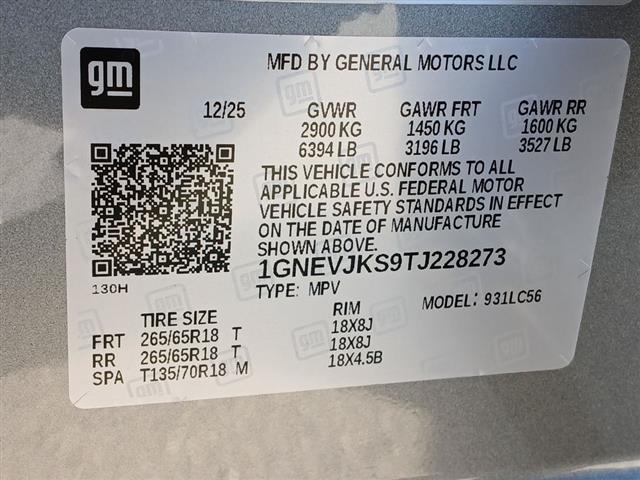 gm
MFD BY GENERAL MOTORS LLC
12/25 GVWR GAWR FRT GAWR RR
2900 KG 1450 KG 1600 KG
6394 LB 3196 LB 3527 LB
THIS VEHICLE CONFORMS TO ALL
APPLICABLE U.S. FEDERAL MOTOR
VEHICLE SAFETY STANDARDS IN EFFECT
ON THE DATE OF MANUFACTURE
SHOWN ABOVE.
1GNEVJKS9TJ228273
130H
TYPE: MPV MODEL: 931LC56
TIRE SIZE RIM
FRT 265/65R18 T 18X8J
RR 265/65R18 T 18X8J
SPA T135/70R18 M 18X4.5B